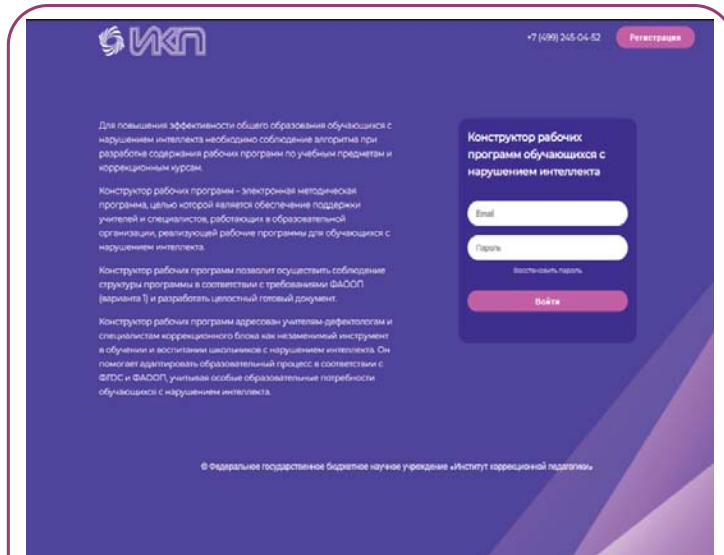 ИКП
+7 (499) 245-04-52
Регистрация
Для повышения эффективности общего образования обучающихся с
нарушением интеллекта необходимо соблюдение алгоритма при
разработке содержания рабочих программ по учебным предметам и
коррекционным курсам.
Конструктор рабочих программ – электронная методическая
программа, целью которой является обеспечение поддержки
учителей и специалистов, работающих в образовательной
организации, реализующей рабочие программы для обучающихся с
нарушением интеллекта.
Конструктор рабочих программ позволит осуществить соблюдение
структуры программы в соответствии с требованиями ФАООП
(варианта 1) и разработать целостный готовый документ.
Конструктор рабочих программ адресован учителям-дефектологам и
специалистам коррекционного блока как незаменимый инструмент
в обучении и воспитании школьников с нарушением интеллекта. Он
помогает адаптировать образовательный процесс в соответствии с
ФГОС и ФАООП, учитывая особые образовательные потребности
обучающихся с нарушением интеллекта.
Конструктор рабочих
программ обучающихся с
нарушением интеллекта
Email
Пароль
Восстановить пароль
Войти
© Федеральное государственное бюджетное научное учреждение «Институт коррекционной педагогики»